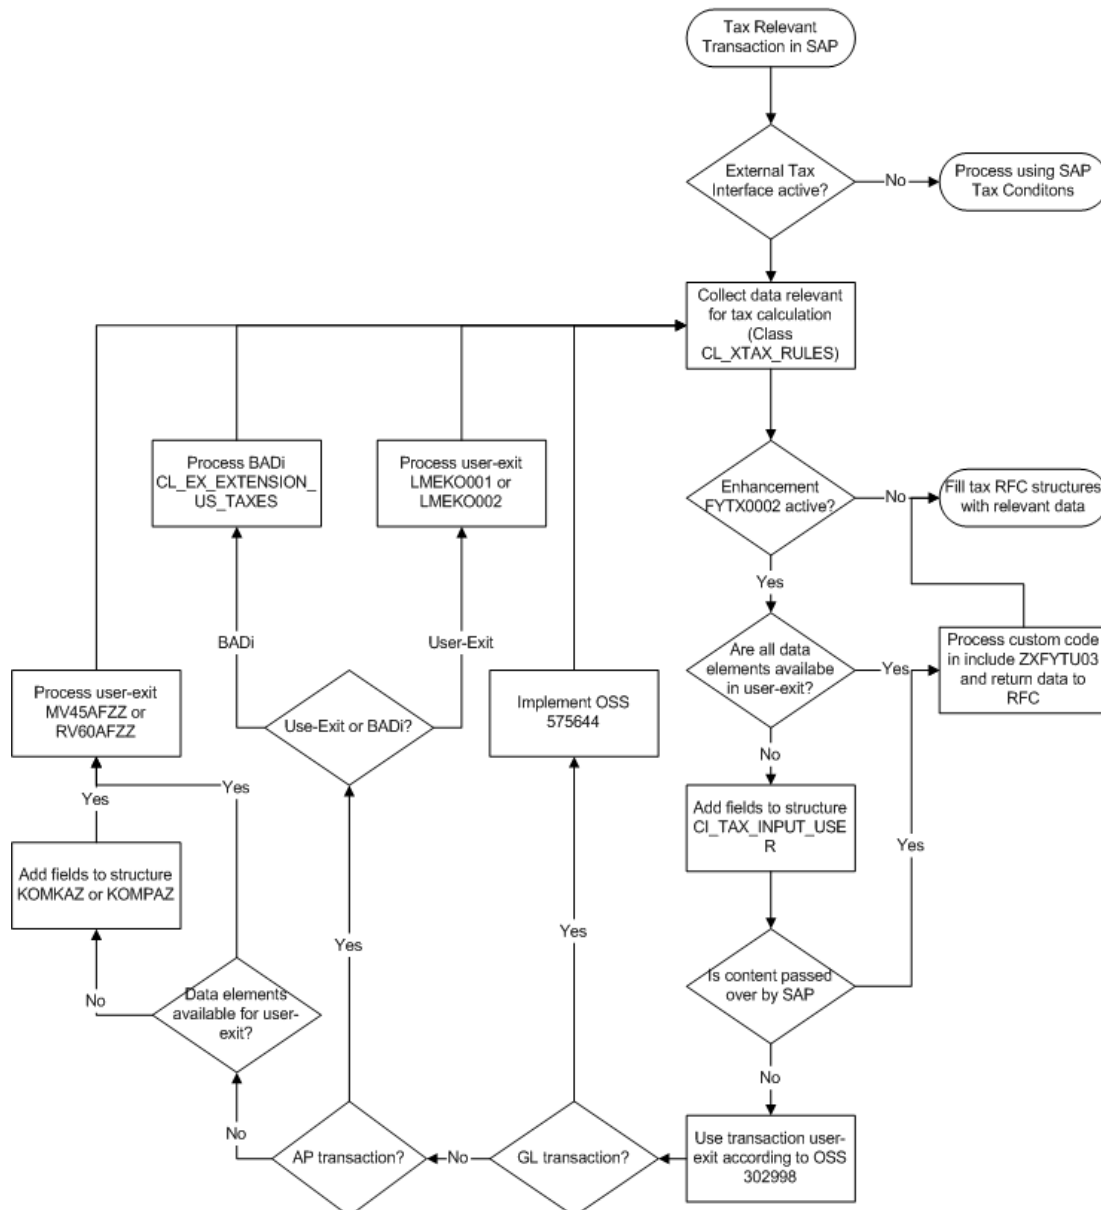 Tax Relevant
Transaction in SAP
External Tax
Interface active?
No
Process using SAP
Tax Conditons
Collect data relevant
for tax calculation
(Class
CL_XTAX_RULES)
Process BADi
CL_EX_EXTENSION_
US_TAXES
Process user-exit
LMEKO001 or
LMEKO002
Enhancement
FYTX0002 active?
No
Fill tax RFC structures
with relevant data
Yes
BADi
User-Exit
Are all data
elements availabe
in user-exit?
Yes
Process custom code
in include ZXFYTU03
and return data to
RFC
Process user-exit
MV45AFZZ or
RV60AFZZ
Use-Exit or BADi?
Implement OSS
575644
No
Yes
Yes
Add fields to structure
CI_TAX_INPUT_USE
R
Yes
Add fields to structure
KOMKAZ or KOMPAZ
Yes
Yes
Is content passed
over by SAP
No
Data elements
available for user-
exit?
No
No
AP transaction?
No
GL transaction?
Use transaction user-
exit according to OSS
302998